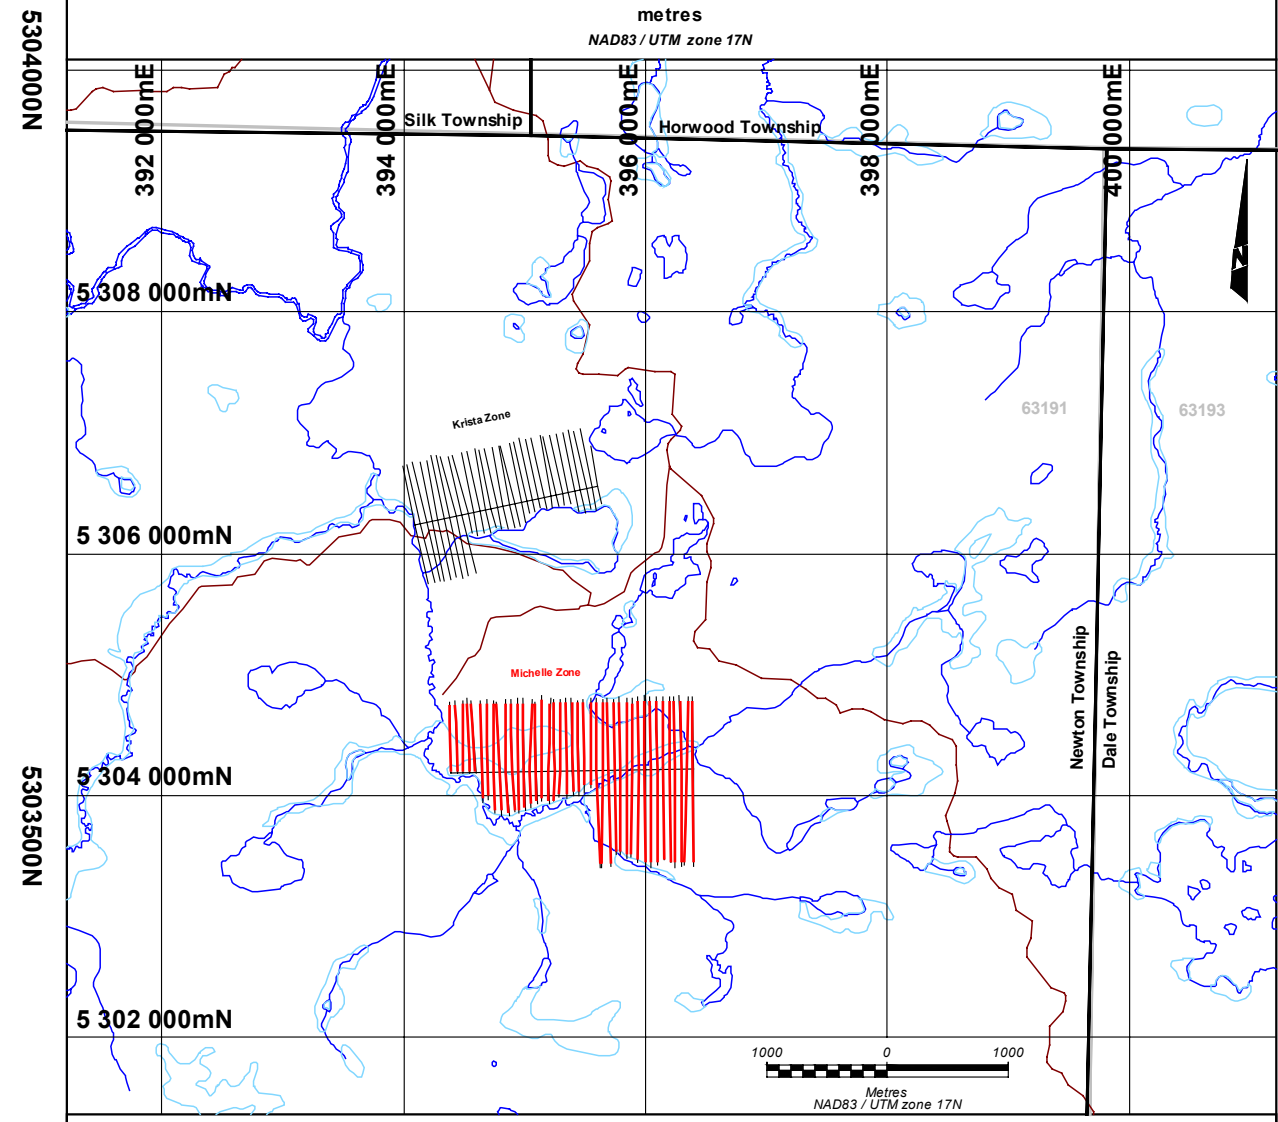 metres
NAD83 / UTM zone 17N
5304000N
392 000mE
394 000mE
396 000mE
398 000mE
400 000mE
Silk Township
Horwood Township
N
5 308 000mN
63191
63193
Krista Zone
5 306 000mN
Newton Township
Dale Township
Michelle Zone
5 304 000mN
5303500N
5 302 000mN
1000 0 1000
Metres
NAD83 / UTM zone 17N